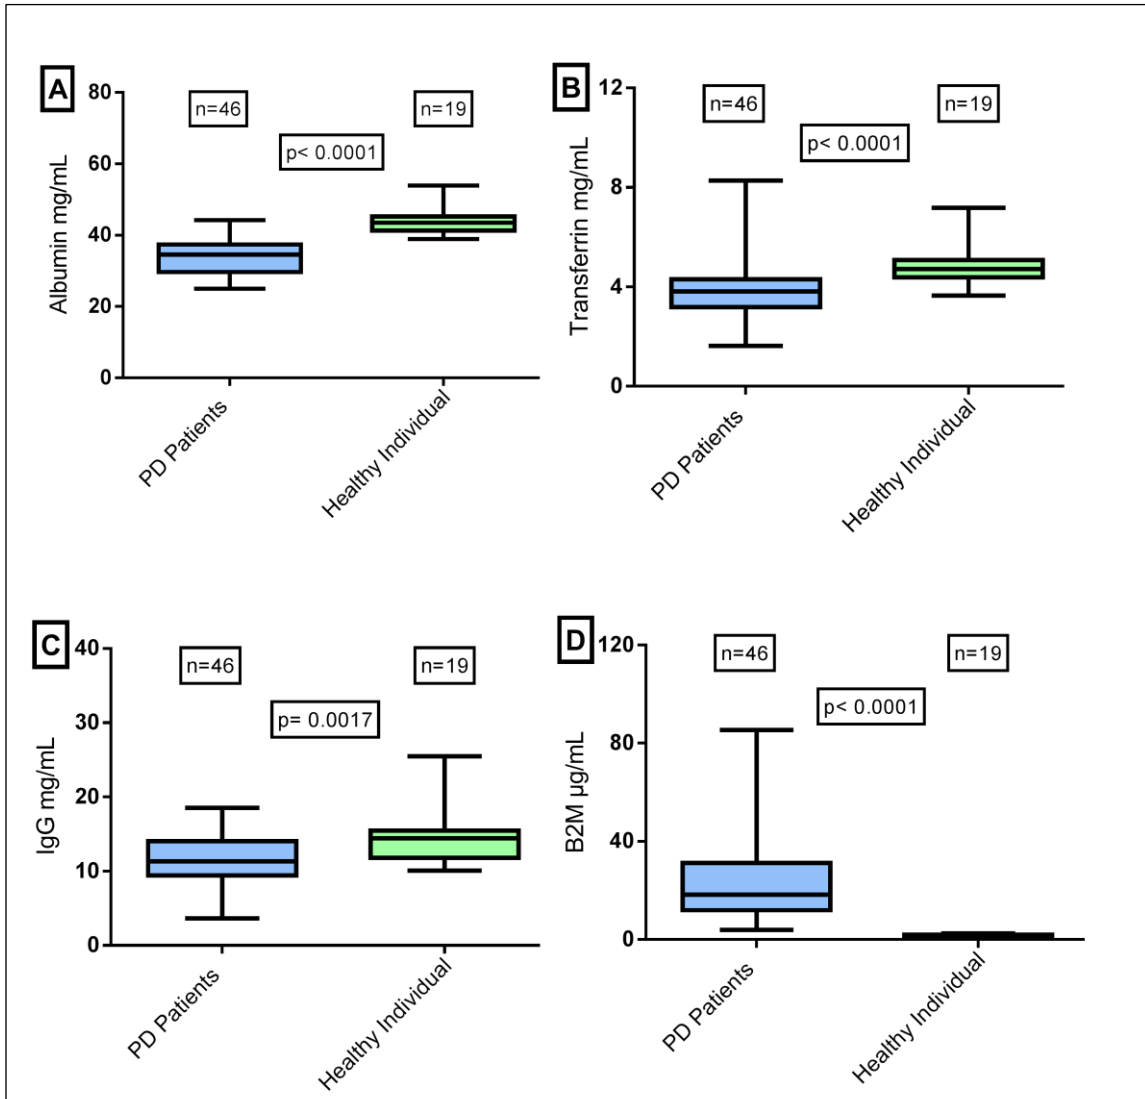 A
80
60
40
20
0
Albumin mg/mL
n=46
n=19
p< 0.0001
PD Patients
Healthy Individual
B
12
8
4
0
Transferrin mg/mL
n=46
n=19
p< 0.0001
PD Patients
Healthy Individual
C
40
30
20
10
0
IgG mg/mL
n=46
n=19
p= 0.0017
PD Patients
Healthy Individual
D
120
80
40
0
B2M µg/mL
n=46
n=19
p< 0.0001
PD Patients
Healthy Individual